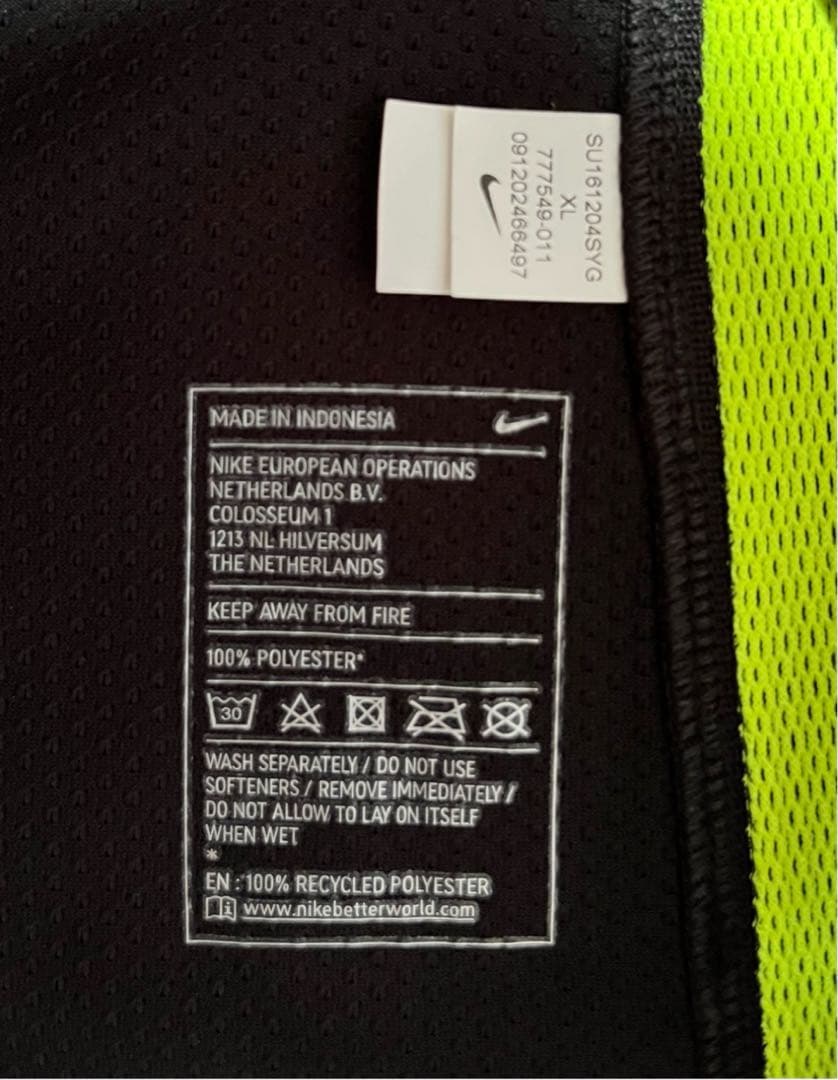 SU161204SYG
XL
777549-011
091202466497
MADE IN INDONESIA
NIKE EUROPEAN OPERATIONS
NETHERLANDS B.V.
COLOSSEUM 1
1213 NL HILVERSUM
THE NETHERLANDS
KEEP AWAY FROM FIRE
100% POLYESTER*
30
WASH SEPARATELY / DO NOT USE
SOFTENERS / REMOVE IMMEDIATELY /
DO NOT ALLOW TO LAY ON ITSELF
WHEN WET
*
EN : 100% RECYCLED POLYESTER
www.nikebetterworld.com